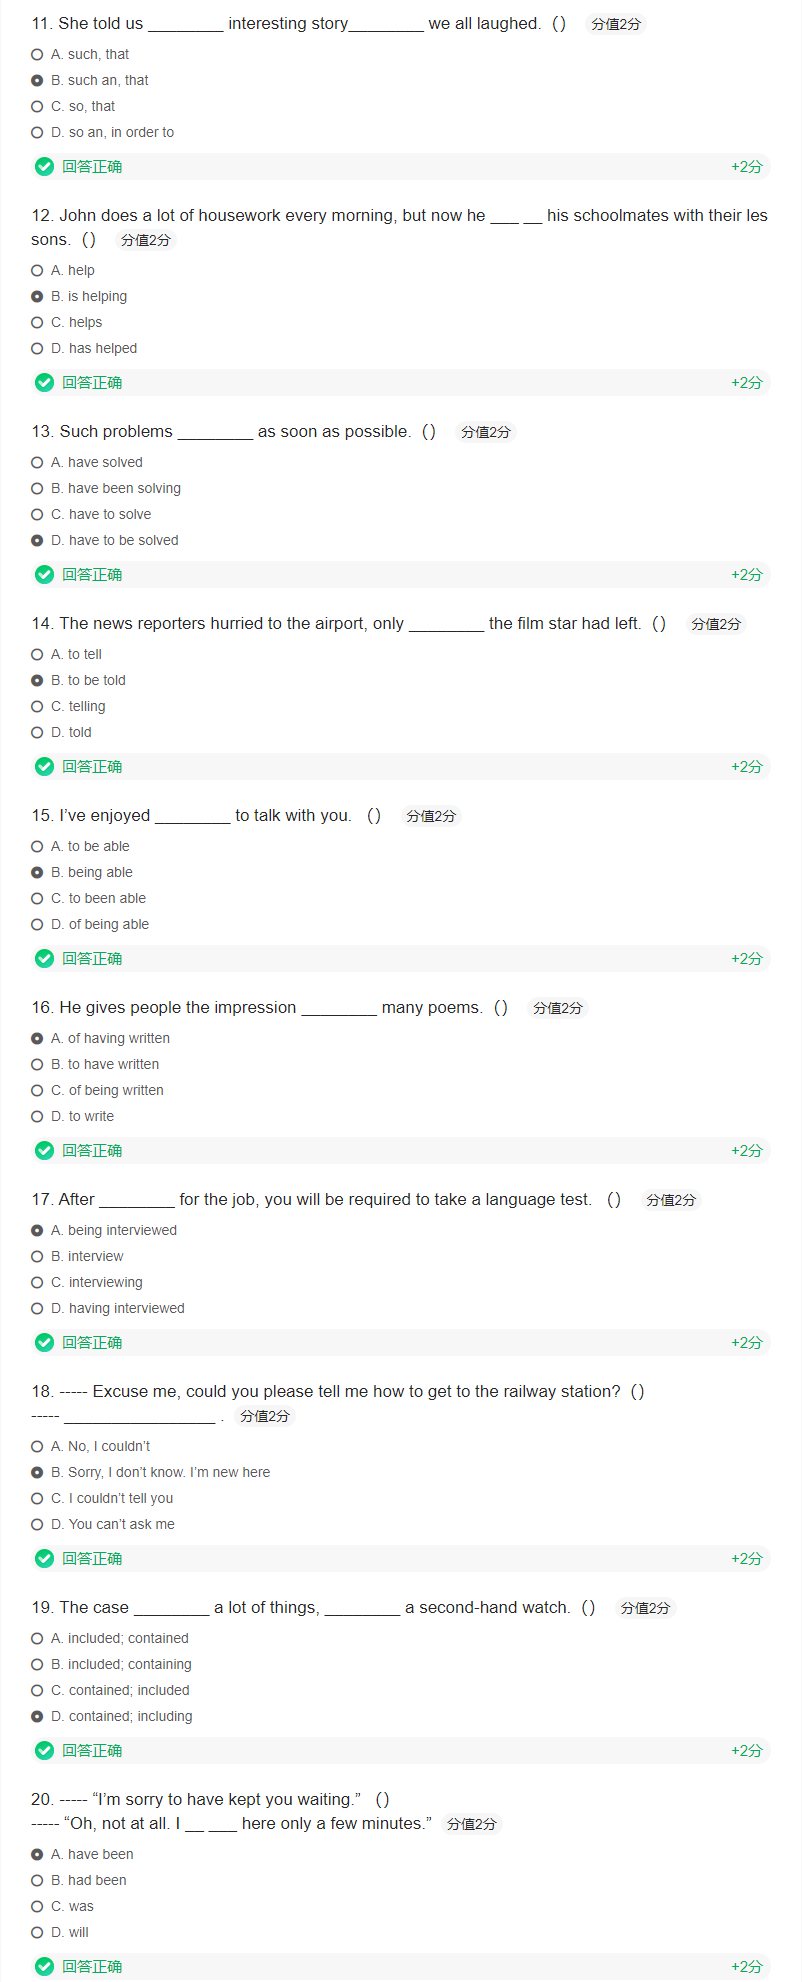 11. She told us _________ interesting story_________ we all laughed.（） 分值2分
A. such, that
B. such an, that
C. so, that
D. so an, in order to
回答正确 +2分
12. John does a lot of housework every morning, but now he ___ __ his schoolmates with their les
sons.（） 分值2分
A. help
B. is helping
C. helps
D. has helped
回答正确 +2分
13. Such problems _________ as soon as possible.（） 分值2分
A. have solved
B. have been solving
C. have to solve
D. have to be solved
回答正确 +2分
14. The news reporters hurried to the airport, only _________ the film star had left.（） 分值2分
A. to tell
B. to be told
C. telling
D. told
回答正确 +2分
15. I’ve enjoyed _________ to talk with you. （） 分值2分
A. to be able
B. being able
C. to been able
D. of being able
回答正确 +2分
16. He gives people the impression _________ many poems.（） 分值2分
A. of having written
B. to have written
C. of being written
D. to write
回答正确 +2分
17. After _________ for the job, you will be required to take a language test. （） 分值2分
A. being interviewed
B. interview
C. interviewing
D. having interviewed
回答正确 +2分
18. ----- Excuse me, could you please tell me how to get to the railway station?（）
----- __________________ . 分值2分
A. No, I couldn’t
B. Sorry, I don’t know. I’m new here
C. I couldn’t tell you
D. You can’t ask me
回答正确 +2分
19. The case _________ a lot of things, _________ a second-hand watch.（） 分值2分
A. included; contained
B. included; containing
C. contained; included
D. contained; including
回答正确 +2分
20. ----- “I’m sorry to have kept you waiting.” （）
----- “Oh, not at all. I __ ___ here only a few minutes.” 分值2分
A. have been
B. had been
C. was
D. will
回答正确 +2分